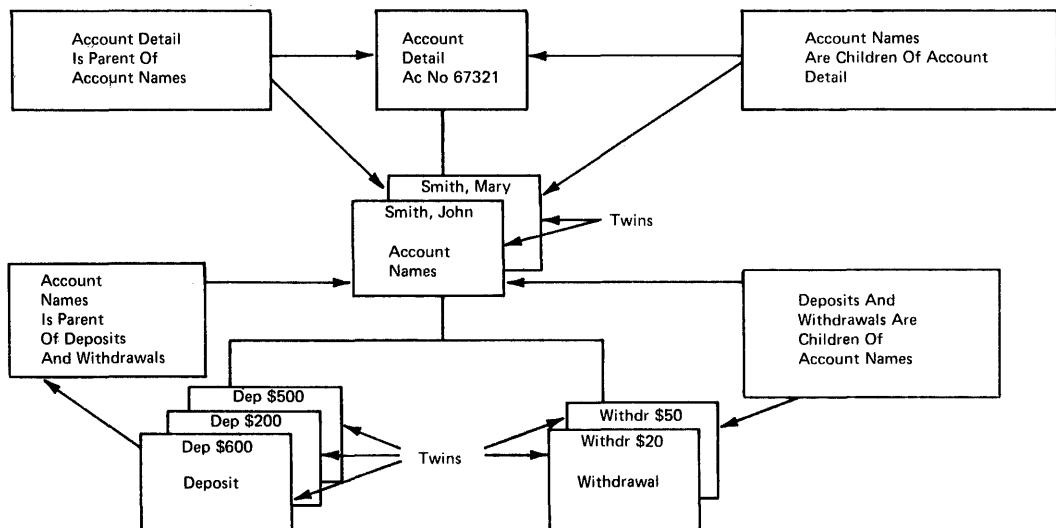 Account Detail
Is Parent Of
Account Names
Account
Detail
Ac No 67321
Account Names
Are Children Of Account
Detail
Smith, Mary
Smith, John
Account
Names
Twins
Account
Names
Is Parent
Of Deposits
And Withdrawals
Deposits And
Withdrawals Are
Children Of
Account Names
Dep $500
Dep $200
Dep $600
Deposit
Twins
Withdr $50
Withdr $20
Withdrawal